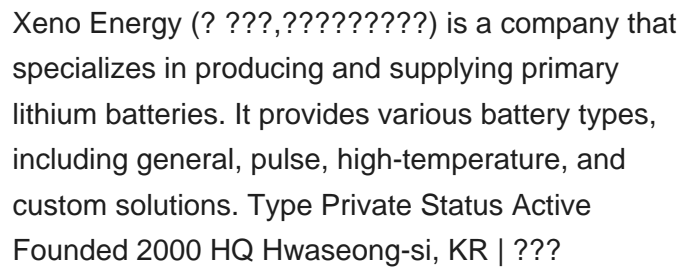 Xeno Energy (? ???,?????????) is a company that
specializes in producing and supplying primary
lithium batteries. It provides various battery types,
including general, pulse, high-temperature, and
custom solutions. Type Private Status Active
Founded 2000 HQ Hwaseong-si, KR | ???